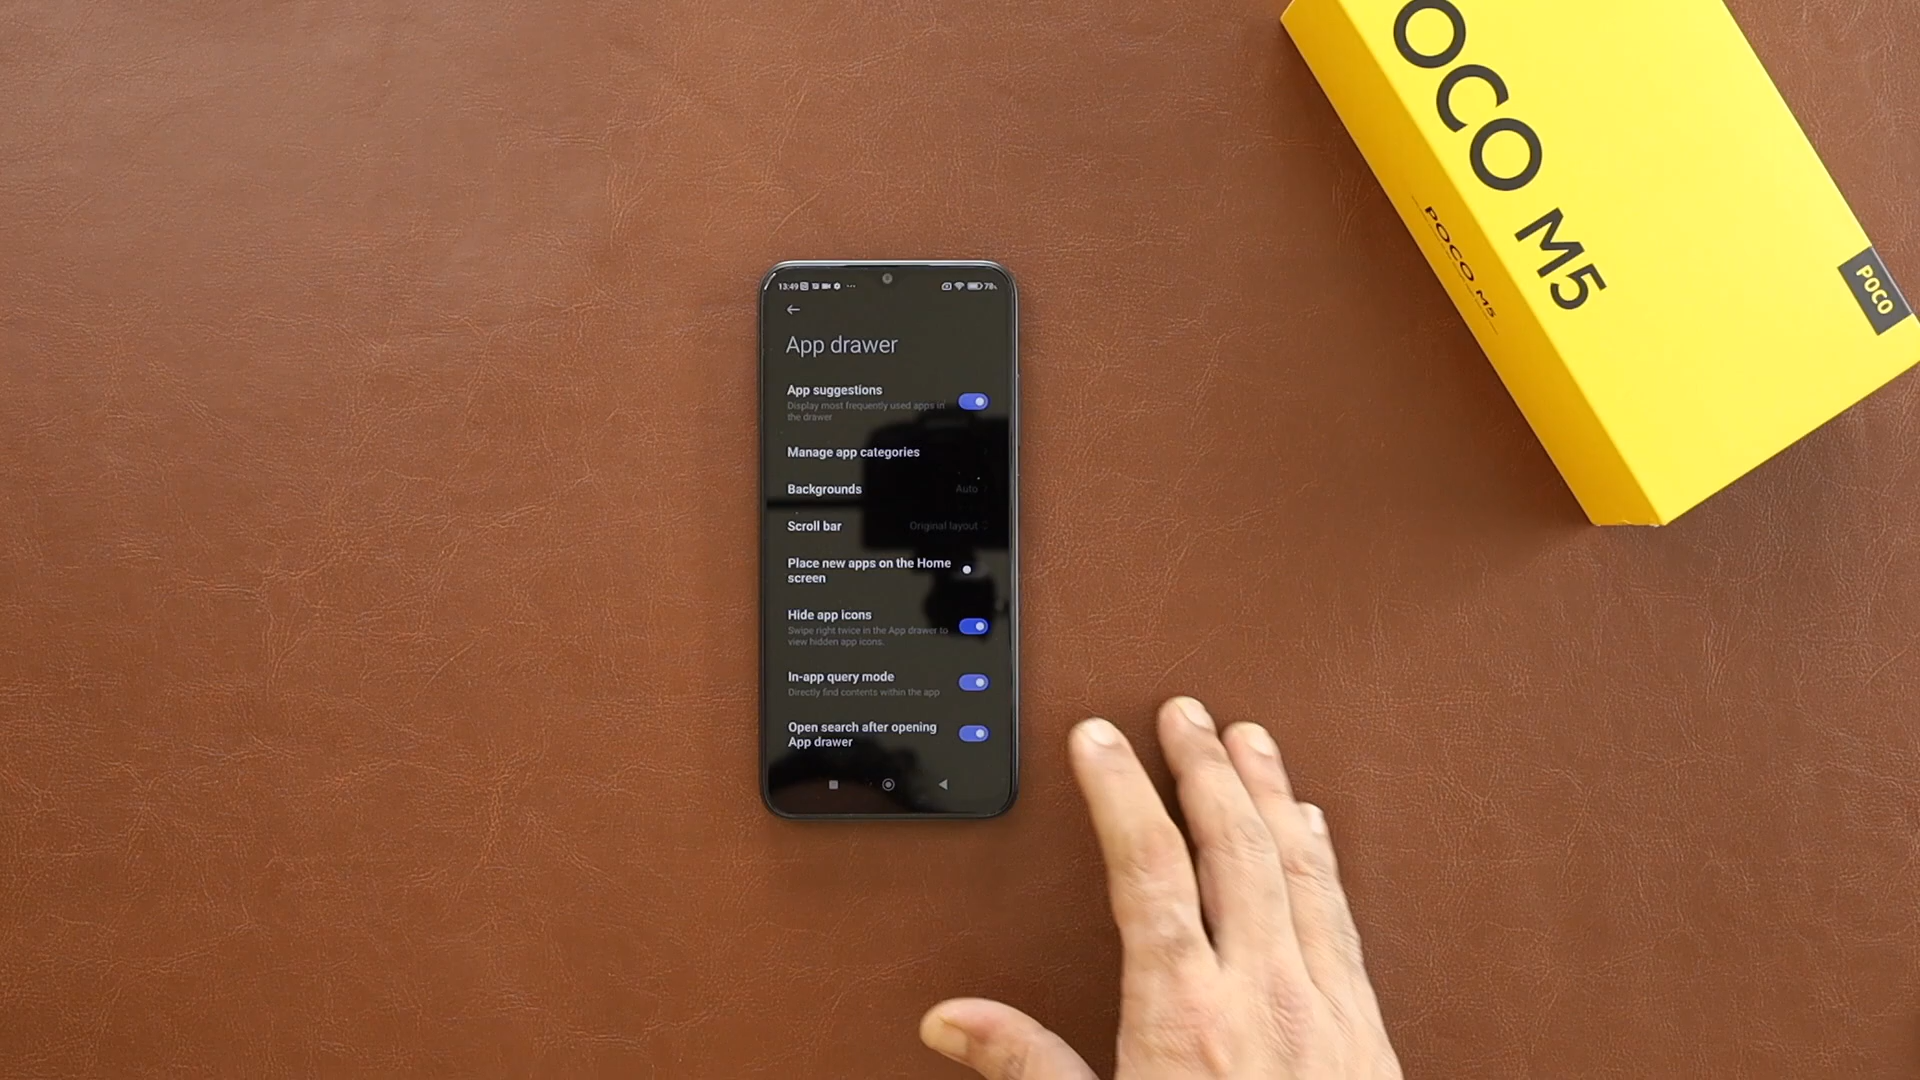 OCO M5
POCO M5
POCO
13:49
App drawer
App suggestions
Display most frequently used apps in
the drawer
Manage app categories
Backgrounds Auto
Scroll bar Original layout
Place new apps on the Home
screen
Hide app icons
Swipe right twice in the App drawer to
view hidden app icons.
In-app query mode
Directly find contents within the app
Open search after opening
App drawer